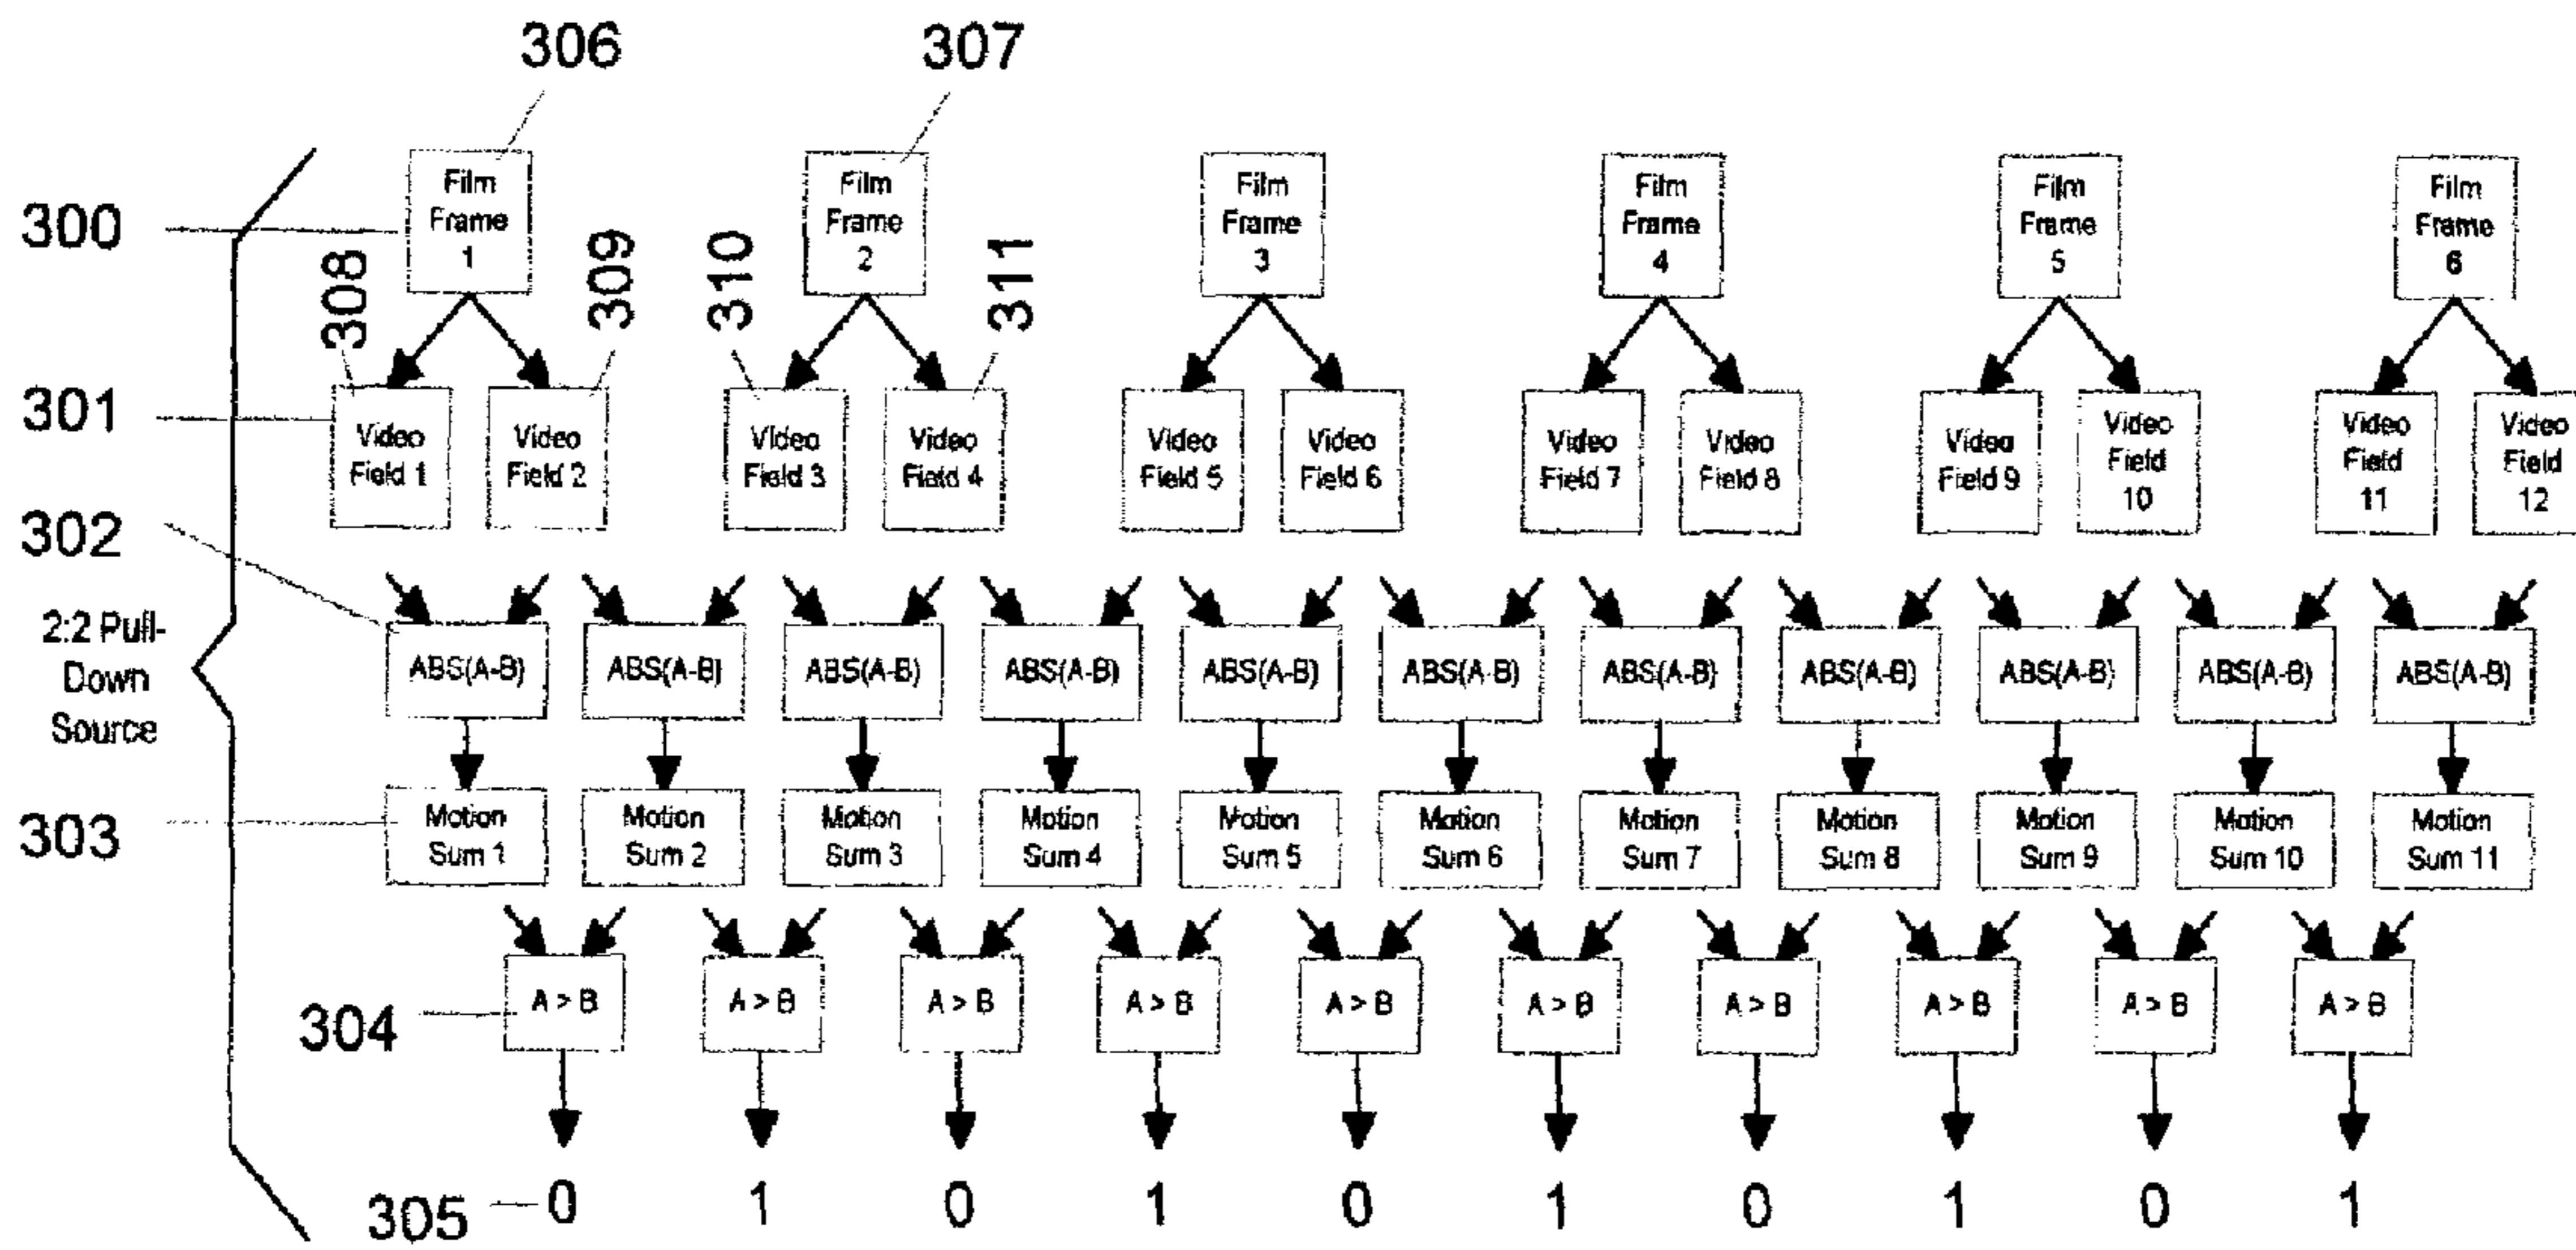 306
307
300
Film
Frame
1
Film
Frame
2
Film
Frame
3
Film
Frame
4
Film
Frame
5
Film
Frame
6
308
309
310
311
301
Video
Field 1
Video
Field 2
Video
Field 3
Video
Field 4
Video
Field 5
Video
Field 6
Video
Field 7
Video
Field 8
Video
Field 9
Video
Field
10
Video
Field
11
Video
Field
12
302
2:2 Pull-
Down
Source
ABS(A-B)
ABS(A-B)
ABS(A-B)
ABS(A-B)
ABS(A-B)
ABS(A-B)
ABS(A-B)
ABS(A-B)
ABS(A-B)
ABS(A-B)
ABS(A-B)
303
Motion
Sum 1
Motion
Sum 2
Motion
Sum 3
Motion
Sum 4
Motion
Sum 5
Motion
Sum 6
Motion
Sum 7
Motion
Sum 8
Motion
Sum 9
Motion
Sum 10
Motion
Sum 11
304
A > B
A > B
A > B
A > B
A > B
A > B
A > B
A > B
A > B
A > B
305
0 1 0 1 0 1 0 1 0 1